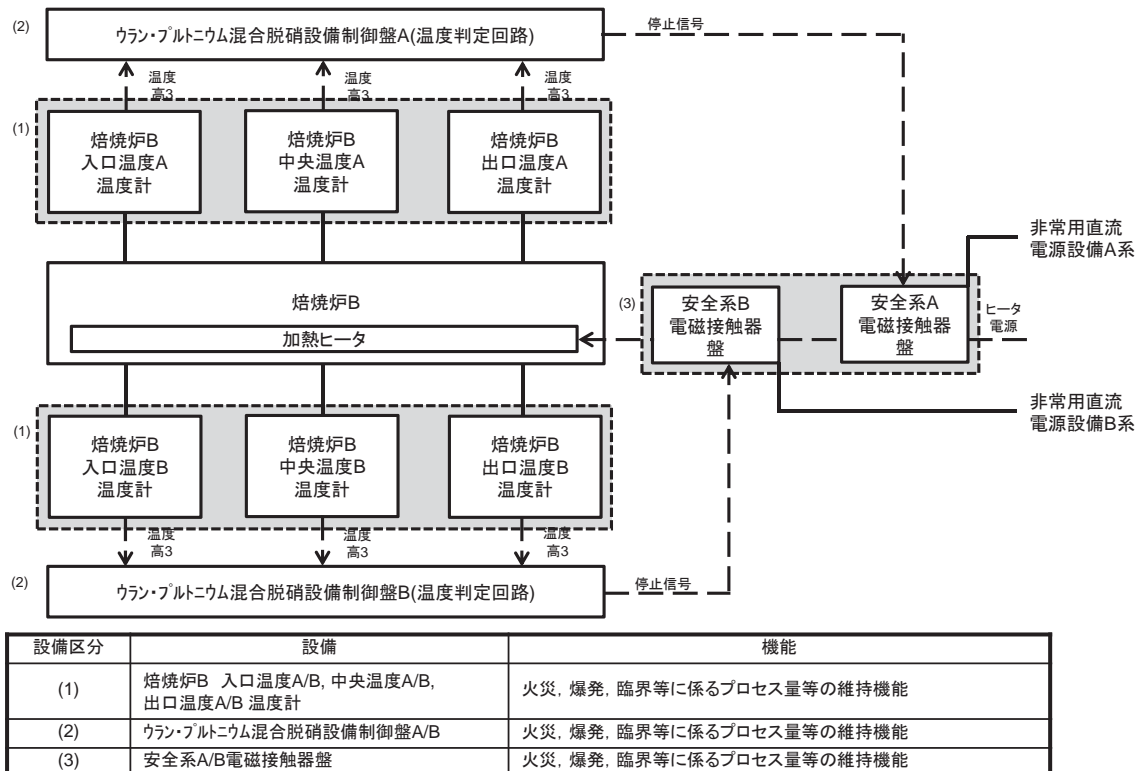 (2)
ウラン・プルトニウム混合脱硝設備制御盤A(温度判定回路)
停止信号
温度
高3
温度
高3
温度
高3
(1)
焙焼炉B
入口温度A
温度計
焙焼炉B
中央温度A
温度計
焙焼炉B
出口温度A
温度計
非常用直流
電源設備A系
焙焼炉B
加熱ヒータ
(3)
安全系B
電磁接触器
盤
安全系A
電磁接触器
盤
ヒータ
電源
非常用直流
電源設備B系
(1)
焙焼炉B
入口温度B
温度計
焙焼炉B
中央温度B
温度計
焙焼炉B
出口温度B
温度計
温度
高3
温度
高3
温度
高3
(2)
ウラン・プルトニウム混合脱硝設備制御盤B(温度判定回路)
停止信号
設備区分 設備 機能
(1) 焙焼炉B 入口温度A/B, 中央温度A/B,
出口温度A/B 温度計 火災, 爆発, 臨界等に係るプロセス量等の維持機能
(2) ウラン・プルトニウム混合脱硝設備制御盤A/B 火災, 爆発, 臨界等に係るプロセス量等の維持機能
(3) 安全系A/B電磁接触器盤 火災, 爆発, 臨界等に係るプロセス量等の維持機能